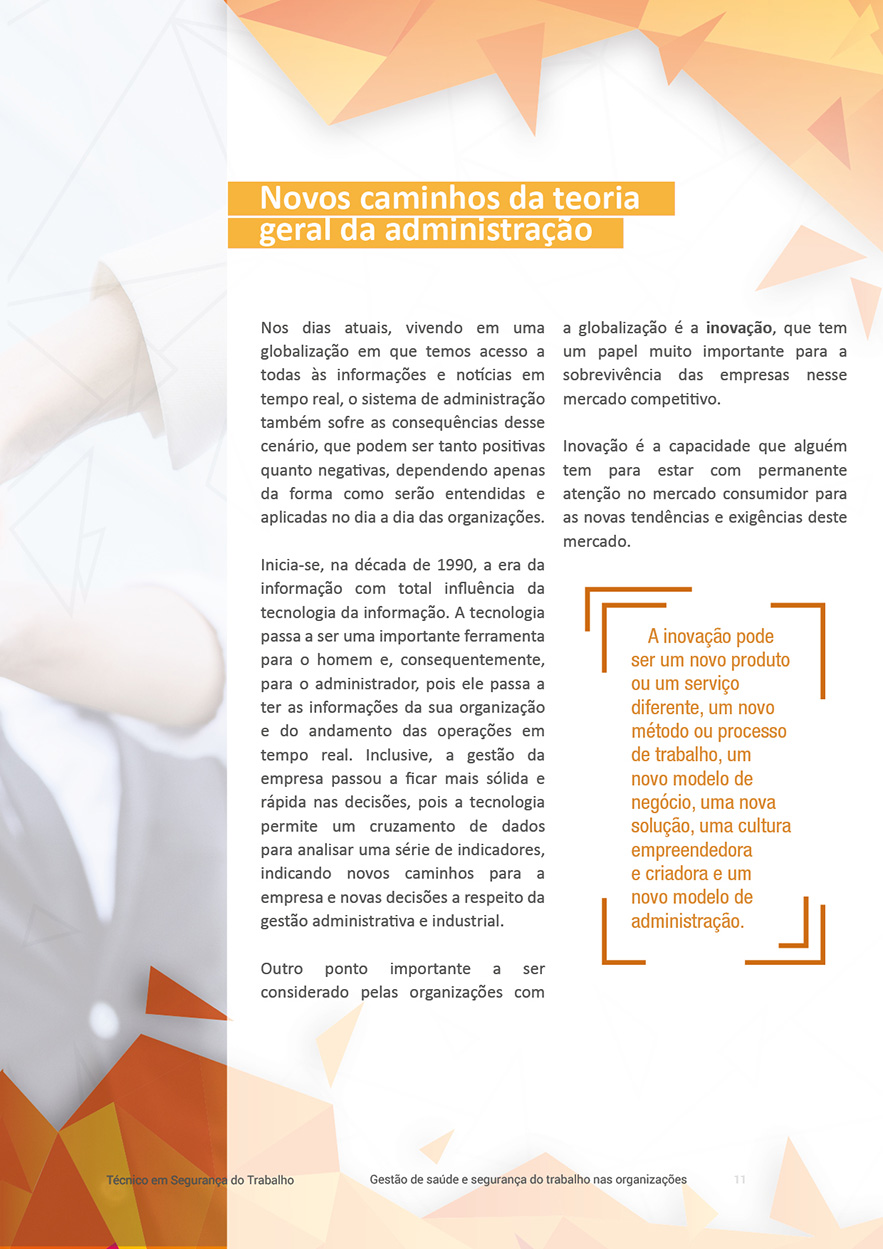 Novos caminhos da teoria
geral da administração
Nos dias atuais, vivendo em uma
globalização em que temos acesso a
todas às informações e notícias em
tempo real, o sistema de administração
também sofre as consequências desse
cenário, que podem ser tanto positivas
quanto negativas, dependendo apenas
da forma como serão entendidas e
aplicadas no dia a dia das organizações.
Inicia-se, na década de 1990, a era da
informação com total influência da
tecnologia da informação. A tecnologia
passa a ser uma importante ferramenta
para o homem e, consequentemente,
para o administrador, pois ele passa a
ter as informações da sua organização
e do andamento das operações em
tempo real. Inclusive, a gestão da
empresa passou a ficar mais sólida e
rápida nas decisões, pois a tecnologia
permite um cruzamento de dados
para analisar uma série de indicadores,
indicando novos caminhos para a
empresa e novas decisões a respeito da
gestão administrativa e industrial.
Outro ponto importante a ser
considerado pelas organizações com
a globalização é a inovação, que tem
um papel muito importante para a
sobrevivência das empresas nesse
mercado competitivo.
Inovação é a capacidade que alguém
tem para estar com permanente
atenção no mercado consumidor para
as novas tendências e exigências deste
mercado.
A inovação pode
ser um novo produto
ou um serviço
diferente, um novo
método ou processo
de trabalho, um
novo modelo de
negócio, uma nova
solução, uma cultura
empreendedora
e criadora e um
novo modelo de
administração.
Técnico em Segurança do Trabalho
Gestão de saúde e segurança do trabalho nas organizações
11